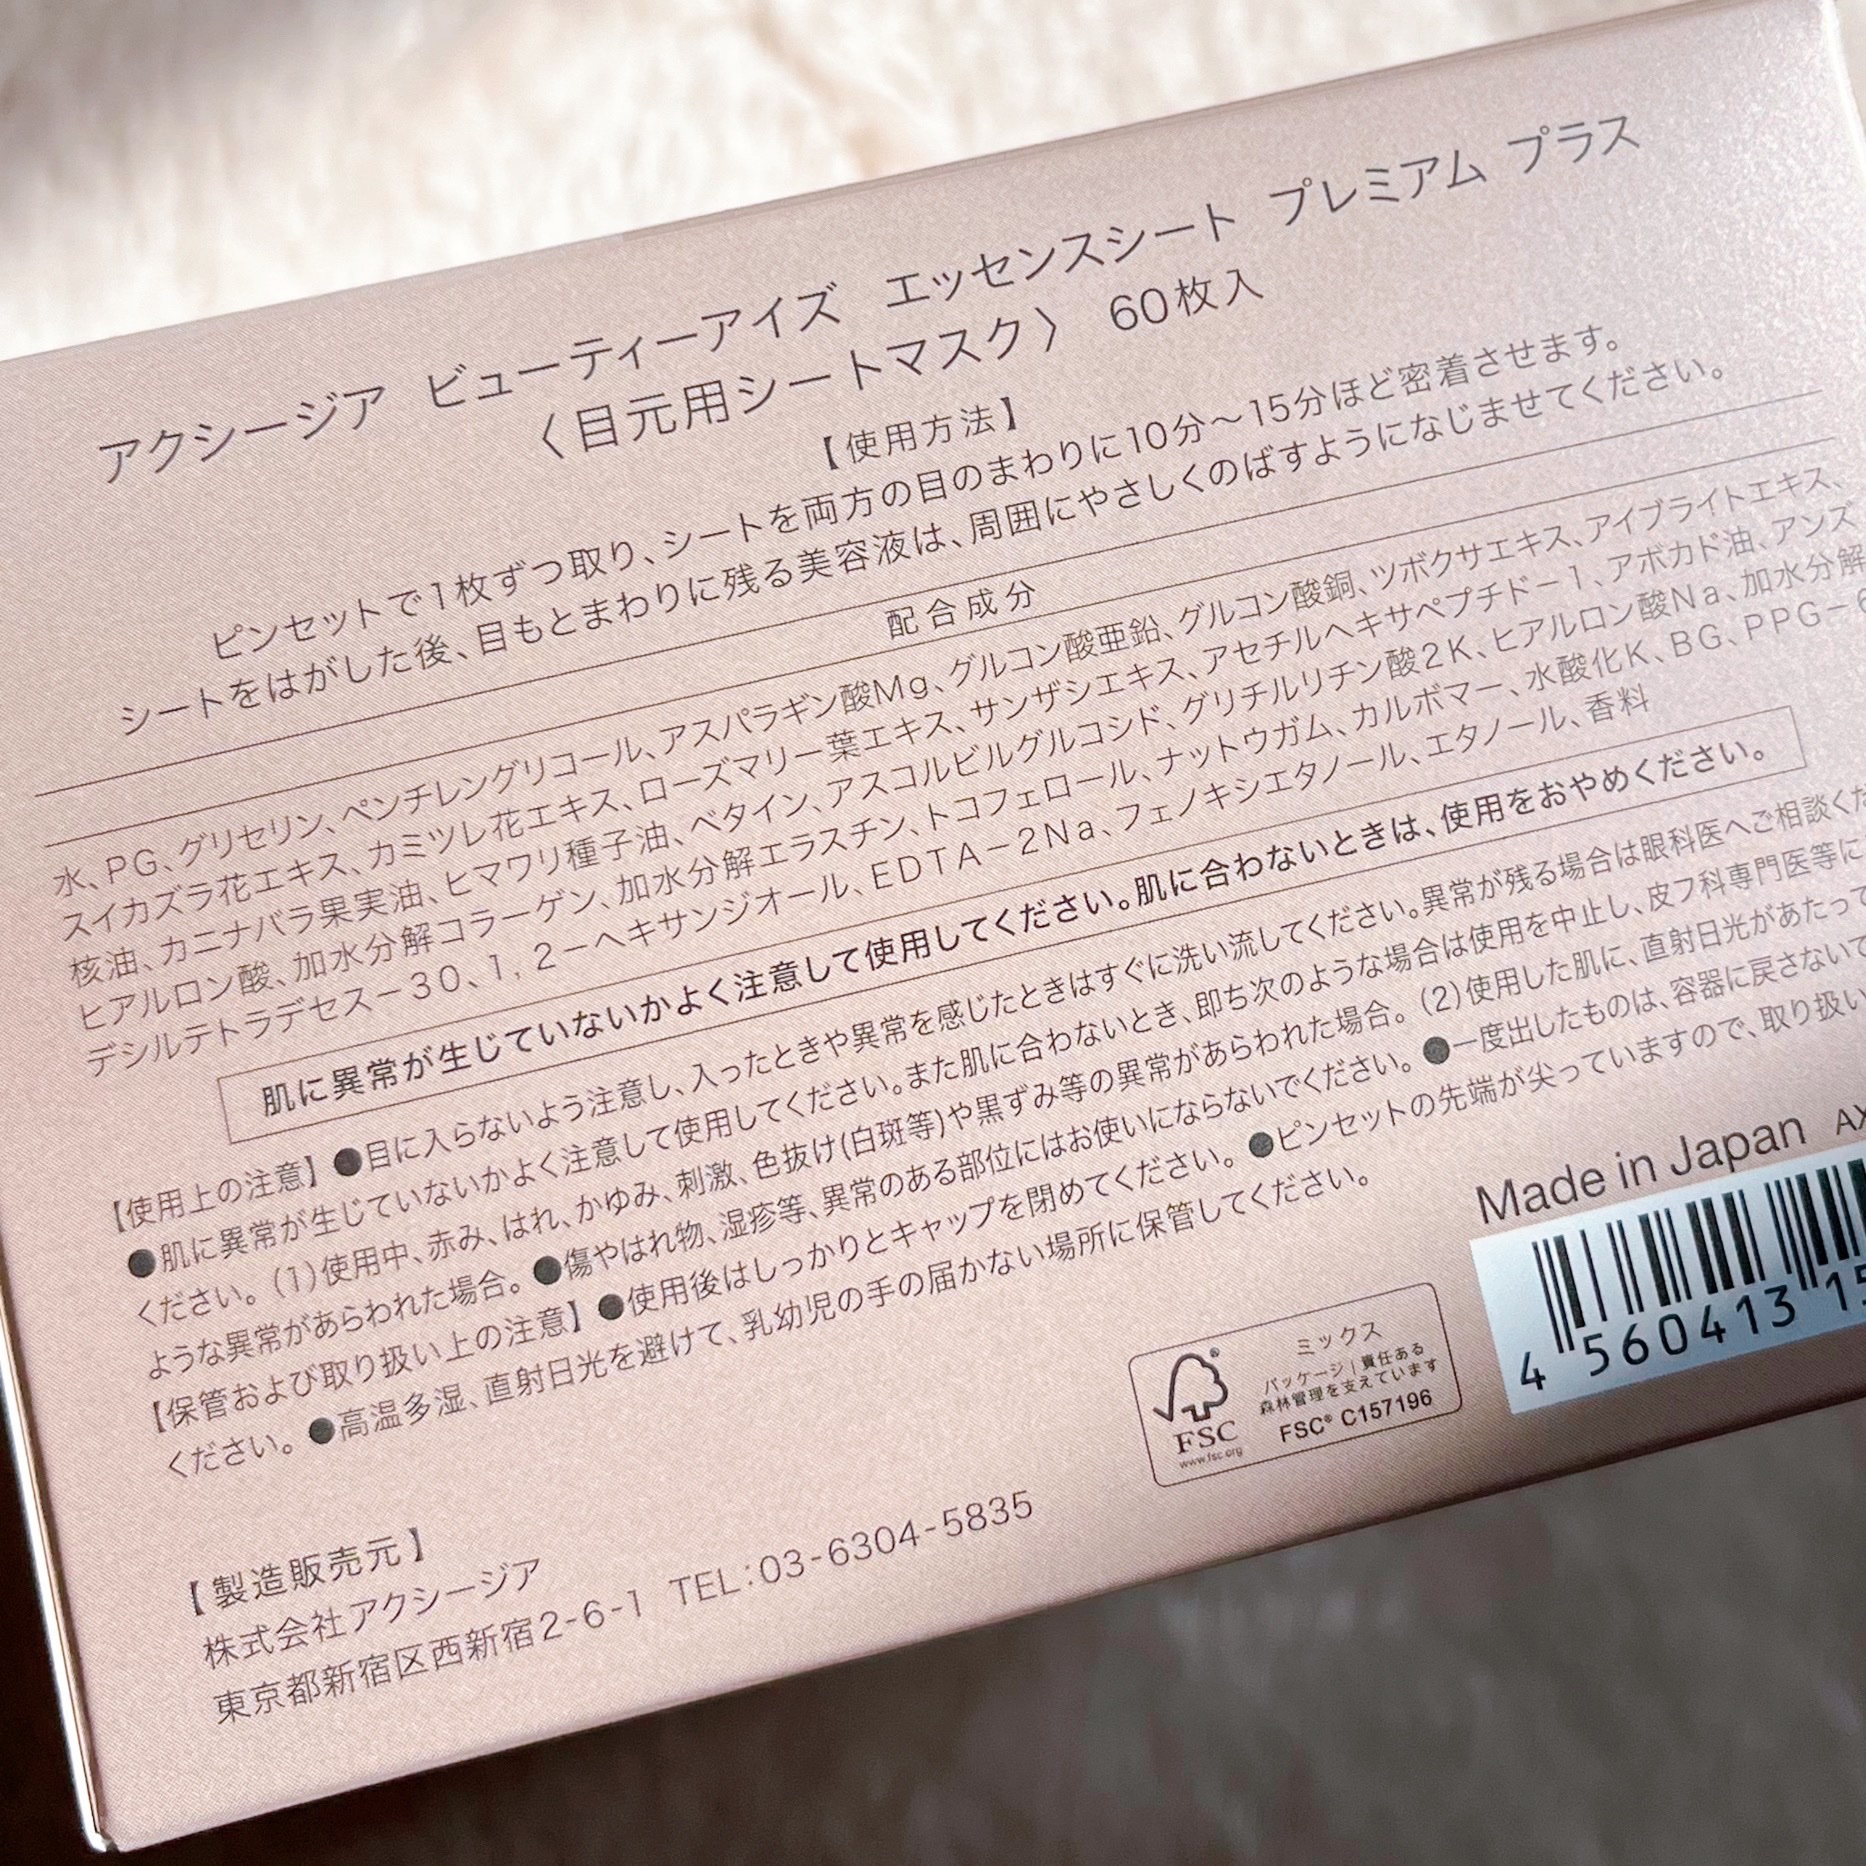 アクシージア ビューティーアイズ エッセンスシート プレミアム プラス
〈目元用シートマスク〉 60枚入
【使用方法】
ピンセットで1枚ずつ取り、シートを両方の目のまわりに10分～15分ほど密着させます。
シートをはがした後、目もとまわりに残る美容液は、周囲にやさしくのばすようになじませてください。
配合成分
水、PG、グリセリン、ペンチレングリコール、アスパラギン酸Mg、グルコン酸亜鉛、グルコン酸銅、ツボクサエキス、アイブライトエキス、
スイカズラ花エキス、カミツレ花エキス、ローズマリー葉エキス、サンザシエキス、アセチルヘキサペプチド－1、アボカド油、アンズ
核油、カニナバラ果実油、ヒマワリ種子油、ベタイン、アスコルビルグルコシド、グリチルリチン酸2K、ヒアルロン酸Na、加水分解
ヒアルロン酸、加水分解コラーゲン、加水分解エラスチン、トコフェロール、ナットウガム、カルボマー、水酸化K、BG、PPG－6
デシルテトラデセス－30、1，2－ヘキサンジオール、EDTA－2Na、フェノキシエタノール、エタノール、香料
肌に異常が生じていないかよく注意して使用してください。肌に合わないときは、使用をおやめください。
【使用上の注意】●目に入らないよう注意し、入ったときや異常を感じたときはすぐに洗い流してください。異常が残る場合は眼科医へご相談くだ
●肌に異常が生じていないかよく注意して使用してください。また肌に合わないとき、即ち次のような場合は使用を中止し、皮フ科専門医等に
ください。(1)使用中、赤み、はれ、かゆみ、刺激、色抜け(白斑等)や黒ずみ等の異常があらわれた場合。(2)使用した肌に、直射日光があたって
ような異常があらわれた場合。●傷やはれ物、湿疹等、異常のある部位にはお使いにならないでください。●一度出したものは、容器に戻さないで
【保管および取り扱い上の注意】●使用後はしっかりとキャップを閉めてください。●ピンセットの先端が尖っていますので、取り扱い
ください。●高温多湿、直射日光を避けて、乳幼児の手の届かない場所に保管してください。
Made in Japan AX
4 560413 15
ミックス
パッケージ｜責任ある
森林管理を支えています
FSC® C157196
FSC
www.fsc.org
【製造販売元】
株式会社アクシージア
東京都新宿区西新宿2-6-1 TEL：03-6304-5835